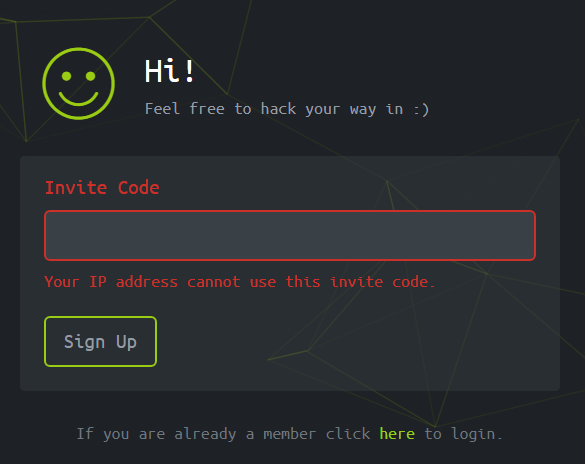 Hi!
Feel free to hack your way in :)
Invite Code
Your IP address cannot use this invite code.
Sign Up
If you are already a member click here to login.